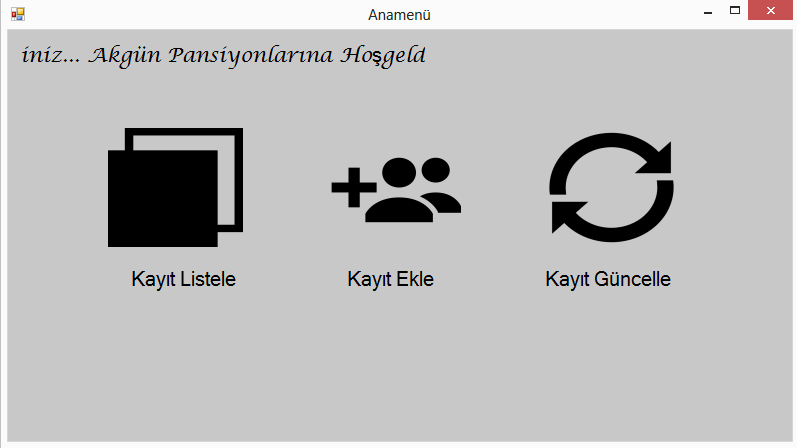 Anamenü
iniz... Akgün Pansiyonlarına Hoşgeld
Kayıt Listele
Kayıt Ekle
Kayıt Güncelle